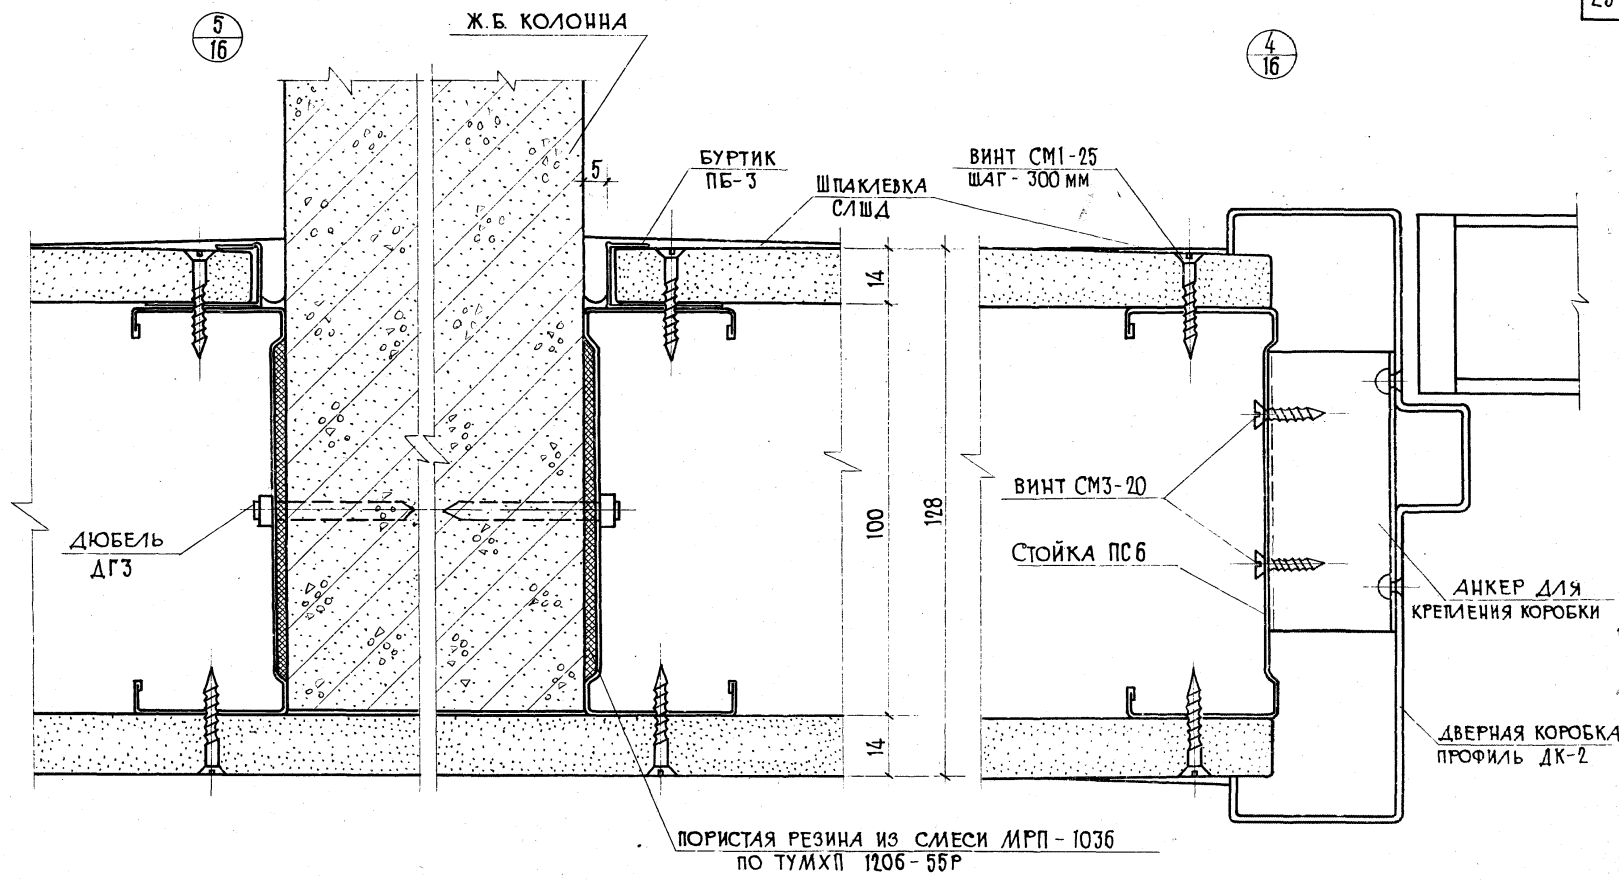 5
16
Ж.Б. КОЛОННА
4
16
5
БУРТИК
ПБ-3
ШПАКЛЕВКА
СЛШД
ВИНТ СМ1-25
ШАГ - 300 ММ
14
100
128
14
ДЮБЕЛЬ
ДГ3
ВИНТ СМ3-20
СТОЙКА ПС6
АНКЕР ДЛЯ
КРЕПЛЕНИЯ КОРОБКИ
ДВЕРНАЯ КОРОБКА
ПРОФИЛЬ ДК-2
ПОРИСТАЯ РЕЗИНА ИЗ СМЕСИ МРП - 1036
ПО ТУМХП 1206-55Р